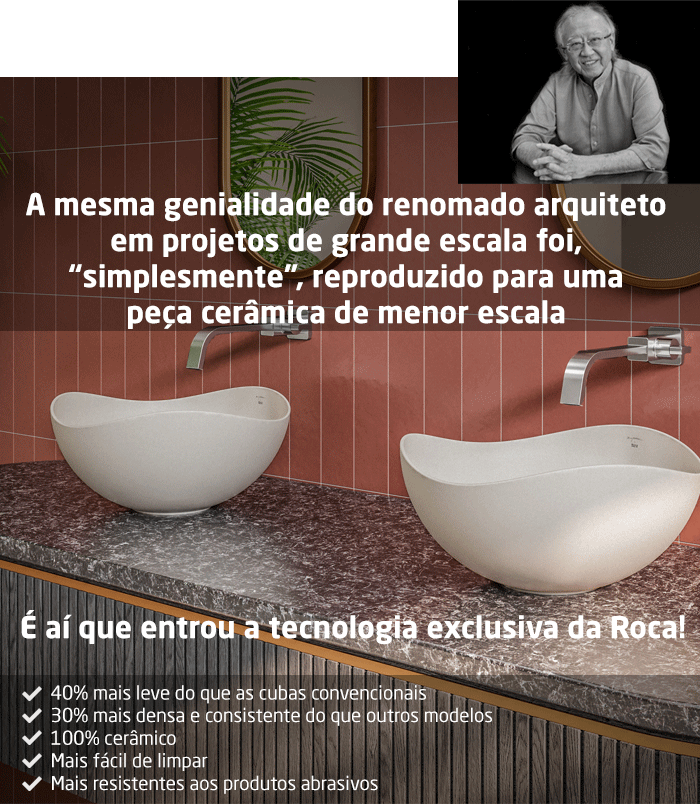 A mesma genialidade do renomado arquiteto
em projetos de grande escala foi,
“simplesmente”, reproduzido para uma
peça cerâmica de menor escala
É aí que entrou a tecnologia exclusiva da Roca!
40% mais leve do que as cubas convencionais
30% mais densa e consistente do que outros modelos
100% cerâmico
Mais fácil de limpar
Mais resistentes aos produtos abrasivos